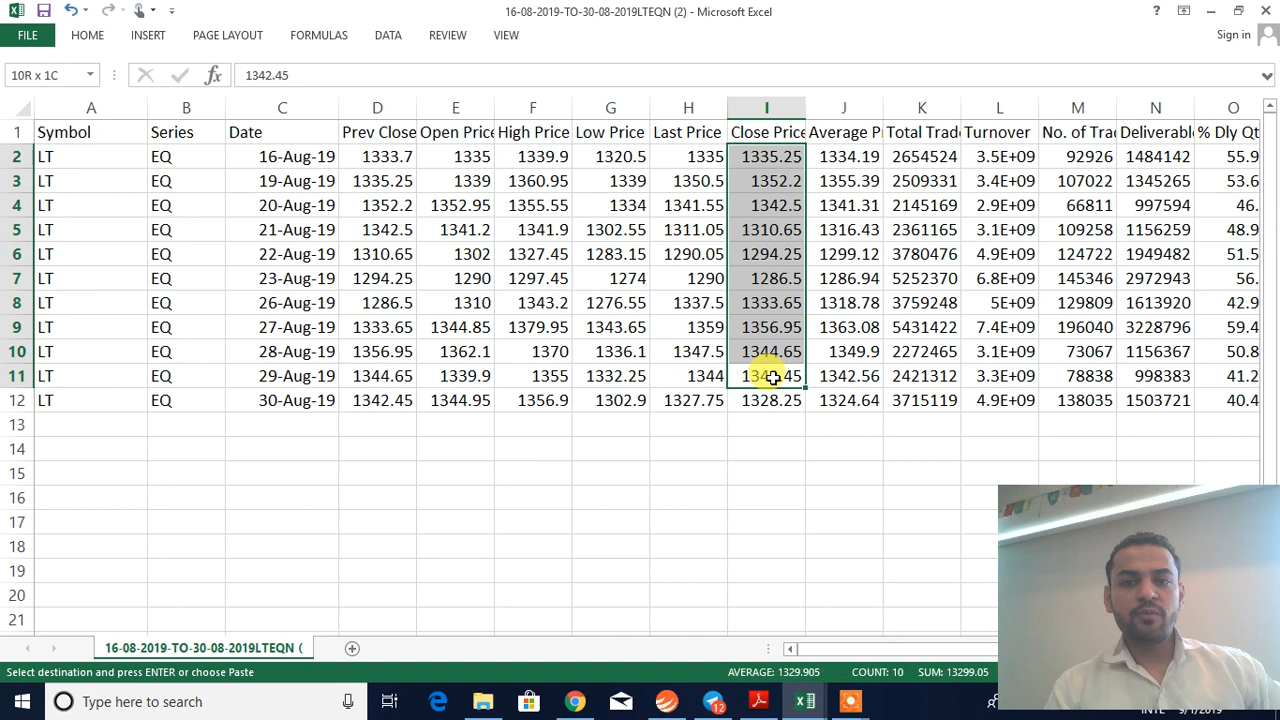 16-08-2019-TO-30-08-2019LTEQN (2) - Microsoft Excel
FILE HOME INSERT PAGE LAYOUT FORMULAS DATA REVIEW VIEW Sign in
10R x 1C fx 1342.45
A B C D E F G H I J K L M N O
1 Symbol Series Date Prev Close Open Price High Price Low Price Last Price Close Price Average P Total Trad Turnover No. of Trad Deliverabl % Dly Qt
2 LT EQ 16-Aug-19 1333.7 1335 1339.9 1320.5 1335 1335.25 1334.19 2654524 3.5E+09 92926 1484142 55.9
3 LT EQ 19-Aug-19 1335.25 1339 1360.95 1339 1350.5 1352.2 1355.39 2509331 3.4E+09 107022 1345265 53.6
4 LT EQ 20-Aug-19 1352.2 1352.95 1355.55 1334 1341.55 1342.5 1341.31 2145169 2.9E+09 66811 997594 46.
5 LT EQ 21-Aug-19 1342.5 1341.2 1341.9 1302.55 1311.05 1310.65 1316.43 2361165 3.1E+09 109258 1156259 48.9
6 LT EQ 22-Aug-19 1310.65 1302 1327.45 1283.15 1290.05 1294.25 1299.12 3780476 4.9E+09 124722 1949482 51.5
7 LT EQ 23-Aug-19 1294.25 1290 1297.45 1274 1290 1286.5 1286.94 5252370 6.8E+09 145346 2972943 56.
8 LT EQ 26-Aug-19 1286.5 1310 1343.2 1276.55 1337.5 1333.65 1318.78 3759248 5E+09 129809 1613920 42.9
9 LT EQ 27-Aug-19 1333.65 1344.85 1379.95 1343.65 1359 1356.95 1363.08 5431422 7.4E+09 196040 3228796 59.4
10 LT EQ 28-Aug-19 1356.95 1362.1 1370 1336.1 1347.5 1344.65 1349.9 2272465 3.1E+09 73067 1156367 50.8
11 LT EQ 29-Aug-19 1344.65 1339.9 1355 1332.25 1344 1342.45 1342.56 2421312 3.3E+09 78838 998383 41.2
12 LT EQ 30-Aug-19 1342.45 1344.95 1356.9 1302.9 1327.75 1328.25 1324.64 3715119 4.9E+09 138035 1503721 40.4
13
14
15
16
17
18
19
20
21
16-08-2019-TO-30-08-2019LTEQN (
Select destination and press ENTER or choose Paste AVERAGE: 1329.905 COUNT: 10 SUM: 13299.05
Type here to search 12